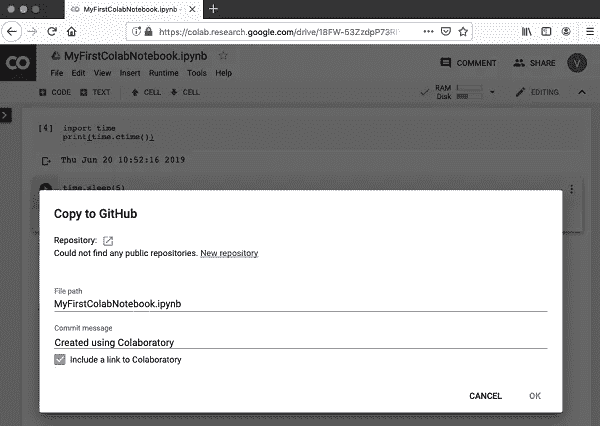 MyFirstColabNotebook.ipynb -
https://colab.research.google.com/drive/18FW-53ZzdpP73RP
CO
MyFirstColabNotebook.ipynb
File Edit View Insert Runtime Tools Help
COMMENT SHARE V
CODE TEXT CELL CELL
RAM
Disk
EDITING
[4] import time
print(time.ctime())
Thu Jun 20 10:52:16 2019
time.sleep(5)
Copy to GitHub
Repository:
Could not find any public repositories. New repository
File path
MyFirstColabNotebook.ipynb
Commit message
Created using Colaboratory
Include a link to Colaboratory
CANCEL OK